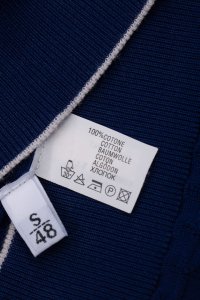 100%COTONE
COTTON
BAUMWOLLE
COTON
ALGODON
ХЛОПОК
P
S/48